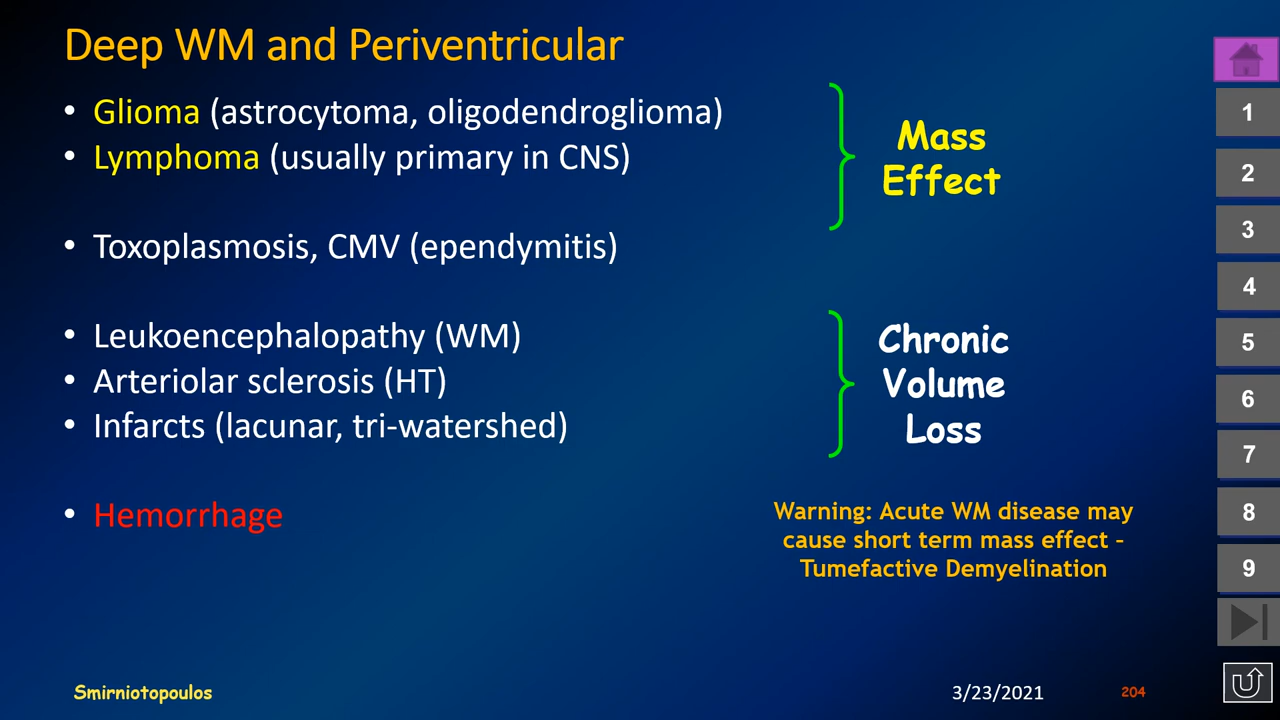 Deep WM and Periventricular
• Glioma (astrocytoma, oligodendroglioma)
• Lymphoma (usually primary in CNS)
• Toxoplasmosis, CMV (ependymitis)
• Leukoencephalopathy (WM)
• Arteriolar sclerosis (HT)
• Infarcts (lacunar, tri-watershed)
• Hemorrhage
Mass
Effect
Chronic
Volume
Loss
Warning: Acute WM disease may
cause short term mass effect –
Tumefactive Demyelination
1
2
3
4
5
6
7
8
9
Smirniotopoulos
3/23/2021
204